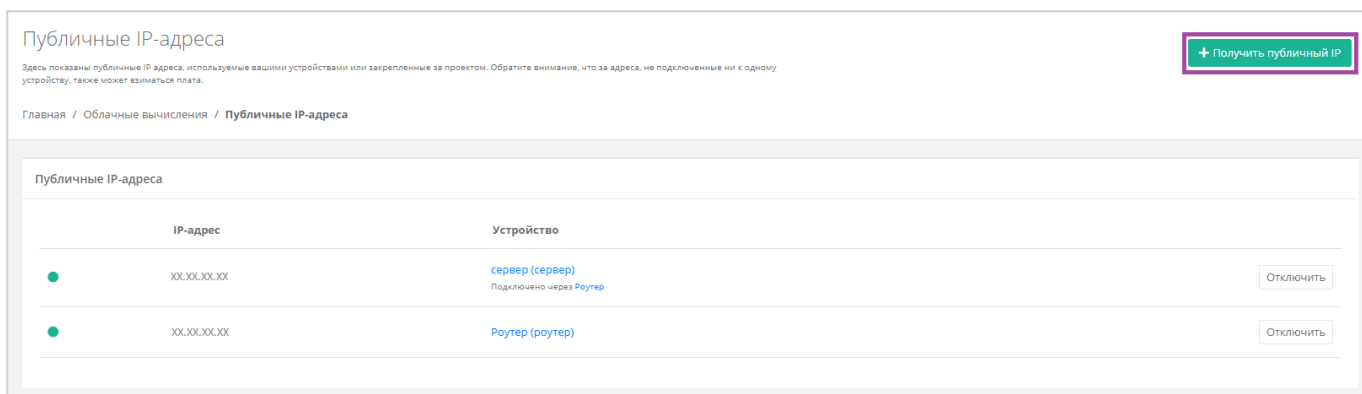 Публичные IP-адреса
+ Получить публичный IP
Здесь показаны публичные IP адреса, используемые вашими устройствами или закрепленные за проектом. Обратите внимание, что за адреса, не подключенные ни к одному
устройству, также может взиматься плата.
Главная / Облачные вычисления / Публичные IP-адреса
Публичные IP-адреса
IP-адрес Устройство
XX.XX.XX.XX сервер (сервер) Отключить
Подключено через Роутер
XX.XX.XX.XX Роутер (роутер) Отключить